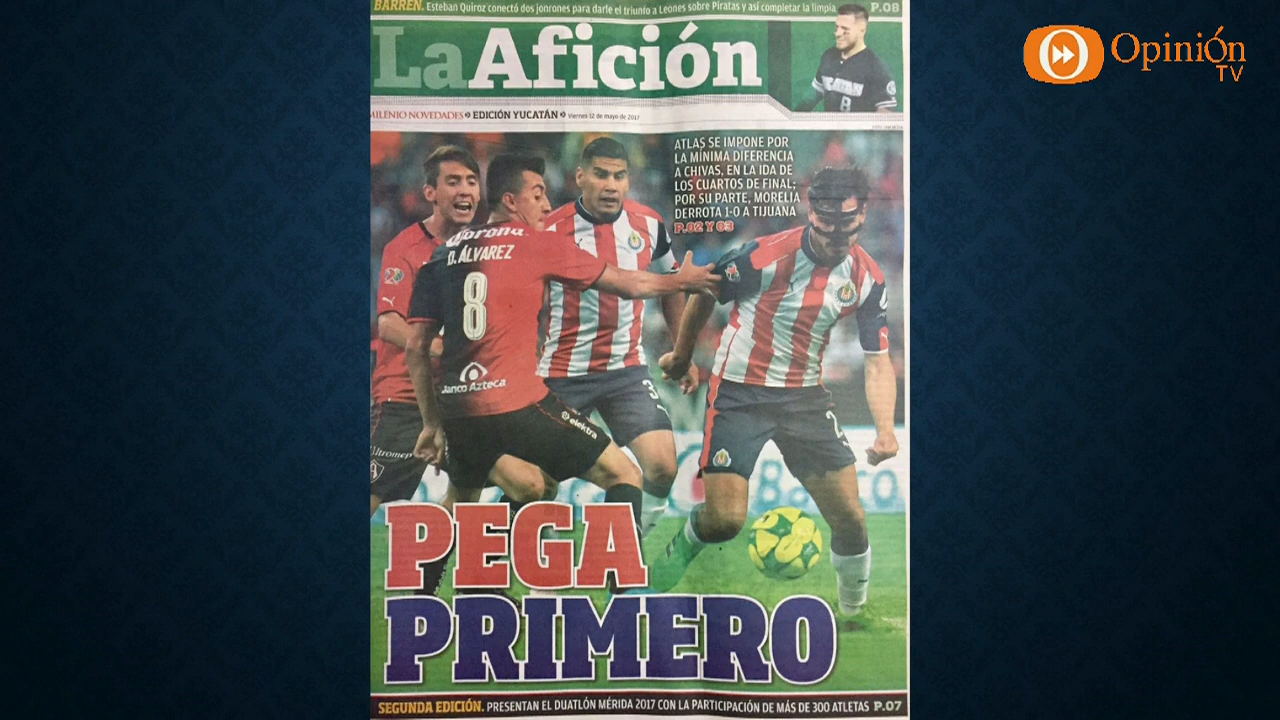 BARREN. Esteban Quiroz conectó dos jonrones para darle el triunfo a Leones sobre Piratas y así completar la limpia P.08
LaAfición
Opinión
TV
MILENIO NOVEDADES EDICIÓN YUCATÁN Viernes 12 de mayo de 2017
ATLAS SE IMPONE POR
LA MÍNIMA DIFERENCIA
A CHIVAS, EN LA IDA DE
LOS CUARTOS DE FINAL;
POR SU PARTE, MORELIA
DERROTA 1-0 A TIJUANA
P.02 Y 03
Corona
D. ÁLVAREZ
8
Banco Azteca
elektra
3
2
8
PEGA
PRIMERO
SEGUNDA EDICIÓN. PRESENTAN EL DUATLÓN MÉRIDA 2017 CON LA PARTICIPACIÓN DE MÁS DE 300 ATLETAS P.07